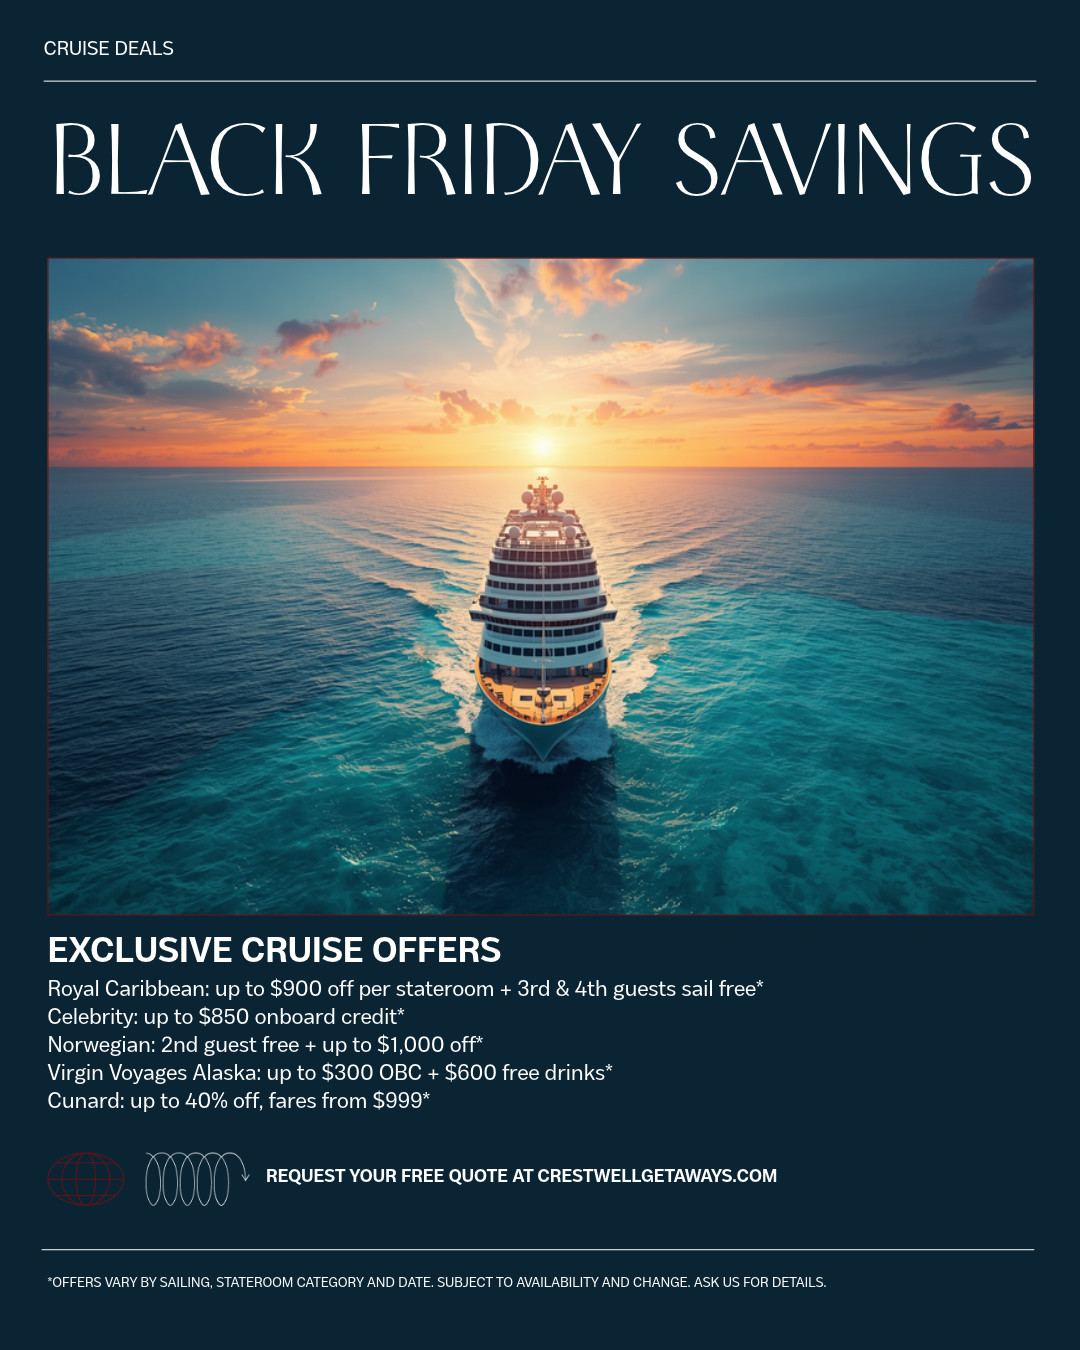 CRUISE DEALS
BLACK FRIDAY SAVINGS
EXCLUSIVE CRUISE OFFERS
Royal Caribbean: up to $900 off per stateroom + 3rd & 4th guests sail free*
Celebrity: up to $850 onboard credit*
Norwegian: 2nd guest free + up to $1,000 off*
Virgin Voyages Alaska: up to $300 OBC + $600 free drinks*
Cunard: up to 40% off, fares from $999*
REQUEST YOUR FREE QUOTE AT CRESTWELLGETAWAYS.COM
*OFFERS VARY BY SAILING, STATEROOM CATEGORY AND DATE. SUBJECT TO AVAILABILITY AND CHANGE. ASK US FOR DETAILS.